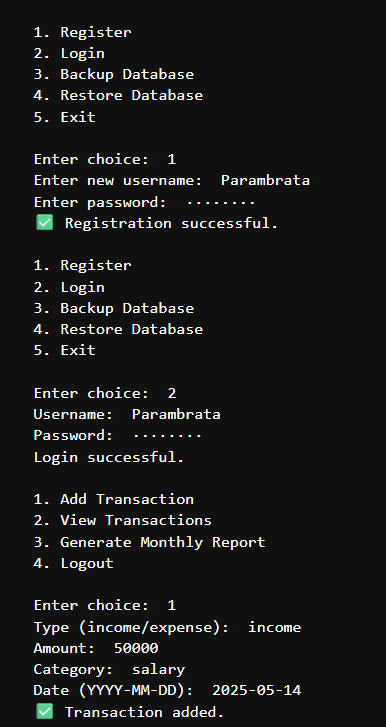 1. Register
2. Login
3. Backup Database
4. Restore Database
5. Exit
Enter choice:  1
Enter new username:  Parambrata
Enter password:  ········
✅ Registration successful.
1. Register
2. Login
3. Backup Database
4. Restore Database
5. Exit
Enter choice:  2
Username:  Parambrata
Password:  ········
Login successful.
1. Add Transaction
2. View Transactions
3. Generate Monthly Report
4. Logout
Enter choice:  1
Type (income/expense):  income
Amount:  50000
Category:  salary
Date (YYYY-MM-DD):  2025-05-14
✅ Transaction added.